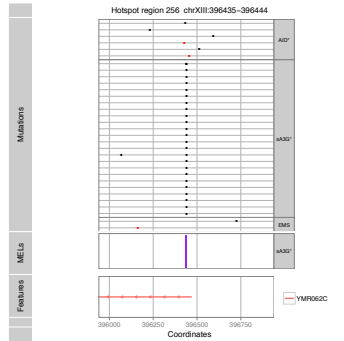 Hotspot region 256 chrXIII:396435−396444
Mutations
AID*
sA3G*
EMS
MELs
sA3G*
Features
YMR062C
396000 396250 396500 396750
Coordinates